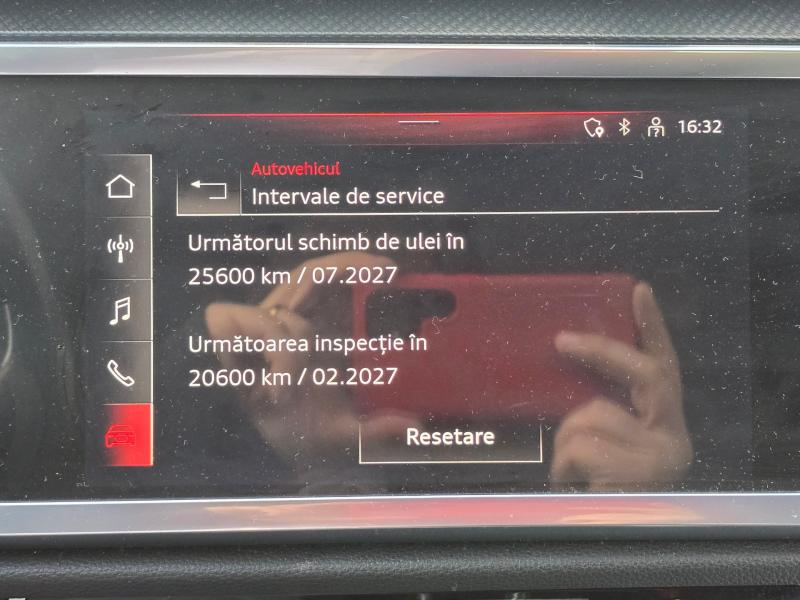 16:32
Autovehicul
Intervale de service
Următorul schimb de ulei în
25600 km / 07.2027
Următoarea inspecție în
20600 km / 02.2027
Resetare